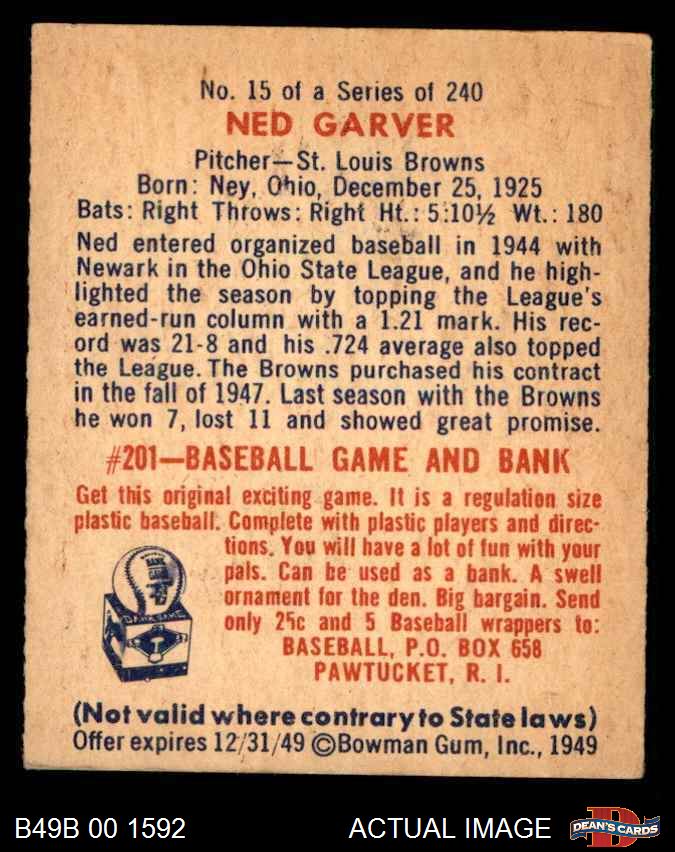 No. 15 of a Series of 240
NED GARVER
Pitcher—St. Louis Browns
Born: Ney, Ohio, December 25, 1925
Bats: Right Throws: Right Ht.: 5:10½ Wt.: 180
Ned entered organized baseball in 1944 with
Newark in the Ohio State League, and he high-
lighted the season by topping the League's
earned-run column with a 1.21 mark. His rec-
ord was 21-8 and his .724 average also topped
the League. The Browns purchased his contract
in the fall of 1947. Last season with the Browns
he won 7, lost 11 and showed great promise.
#201—BASEBALL GAME AND BANK
Get this original exciting game. It is a regulation size
plastic baseball. Complete with plastic players and direc-
tions. You will have a lot of fun with your
pals. Can be used as a bank. A swell
ornament for the den. Big bargain. Send
only 25c and 5 Baseball wrappers to:
BASEBALL, P.O. BOX 658
PAWTUCKET, R. I.
BANK
GAME
(Not valid where contrary to State laws)
Offer expires 12/31/49 ©Bowman Gum, Inc., 1949
B49B 00 1592
ACTUAL IMAGE
DEAN'S CARDS